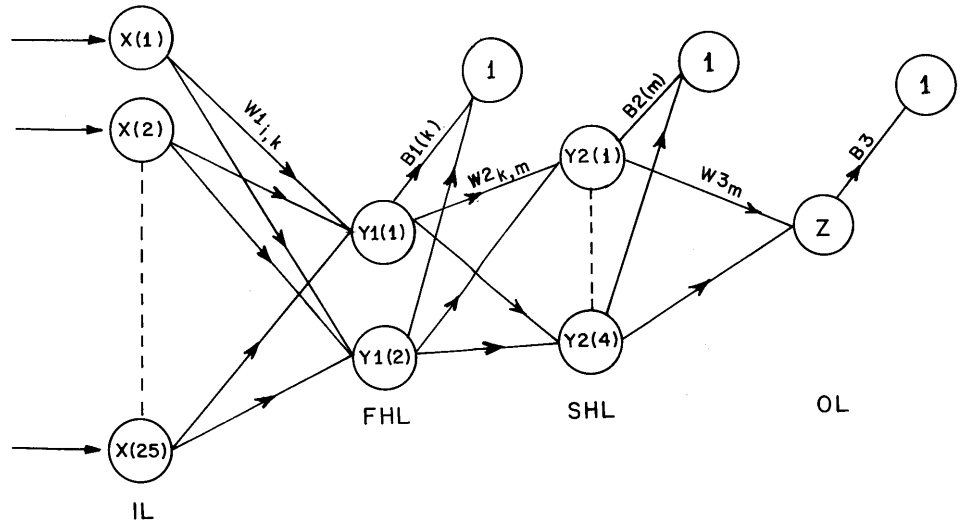 X(1)
X(2)
X(25)
IL
W1i,k
Y1(1)
Y1(2)
FHL
B1(k)
1
W2k,m
Y2(1)
Y2(4)
SHL
B2(m)
1
W3m
Z
OL
B3
1